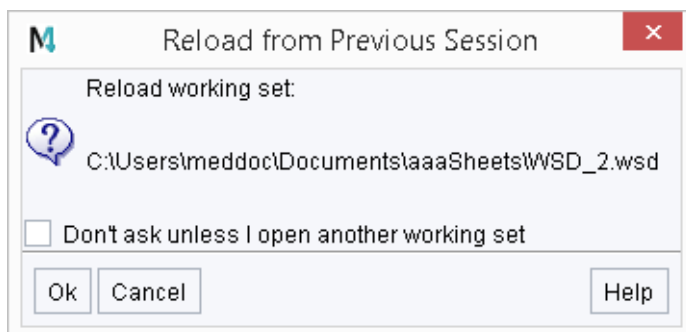 Reload from Previous Session
Reload working set:
C:\Users\meddoc\Documents\aaaSheets\WSD_2.wsd
Don't ask unless I open another working set
Ok Cancel Help